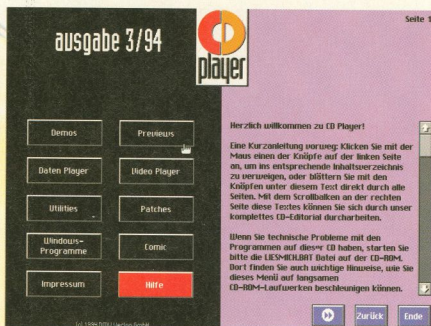 Seite 1
ausgabe 3/94
CD
player
Demos
Previews
Daten Player
Video Player
Utilities
Patches
Windows-
Programme
Comic
Impressum
Hilfe
Herzlich willkommen zu CD Player!
Eine Kurzanleitung vorweg: Klicken Sie mit der
Maus einen der Knöpfe auf der linken Seite
an, um ins entsprechende Inhaltsverzeichnis
zu verweigen, oder blättern Sie mit den
Knöpfen unter diesem Text direkt durch alle
Seiten. Mit dem Scrollbalken an der rechten
Seite diese Textes können Sie sich durch unser
komplettes CD-Editorial durcharbeiten.
Wenn Sie technische Probleme mit den
Programmen auf dieser CD haben, starten Sie
bitte die LIESMICH.BAT Datei auf der CD-ROM.
Dort finden Sie auch wichtige Hinweise, wie Sie
dieses Menü auf langsamen
CD-ROM-Laufwerken beschleunigen können.
Zurück
Ende
(c) 1994